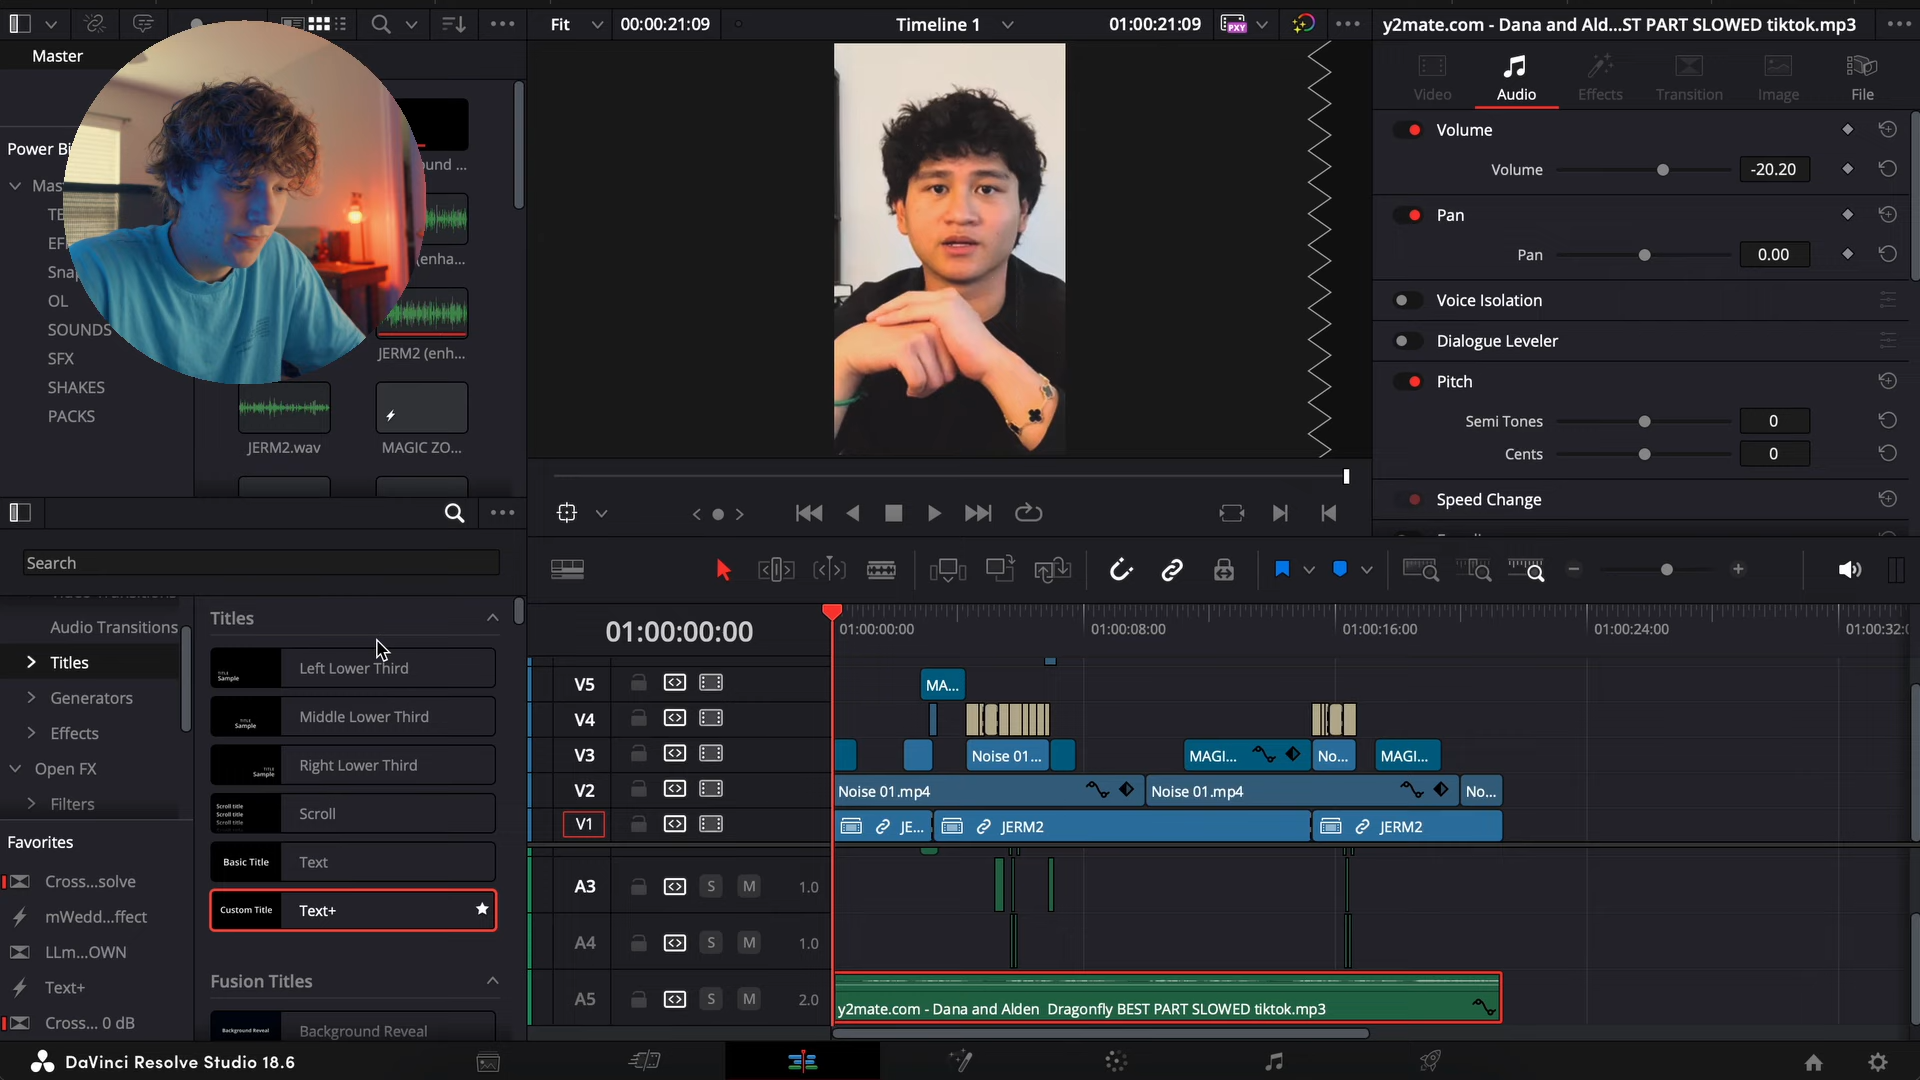 Fit
00:00:21:09
Timeline 1
01:00:21:09
PXY
y2mate.com - Dana and Ald...ST PART SLOWED tiktok.mp3
Master
Video
Audio
Effects
Transition
Image
File
Volume
Volume
-20.20
Pan
Pan
0.00
Voice Isolation
Dialogue Leveler
Pitch
Semi Tones
0
Cents
0
Speed Change
Power Bi
Mas
TE
EF
Snap
OL
SOUNDS
SFX
SHAKES
PACKS
und ...
(enha...
JERM2 (enh...
JERM2.wav
MAGIC ZO...
Search
Audio Transitions
Titles
Generators
Effects
Open FX
Filters
Favorites
Cross...solve
mWedd...ffect
LLm...OWN
Text+
Cross... 0 dB
Titles
Left Lower Third
Middle Lower Third
Right Lower Third
Scroll
Basic Title
Text
Custom Title
Text+
Fusion Titles
Background Reveal
Background Reveal
01:00:00:00
01:00:00:00
01:00:08:00
01:00:16:00
01:00:24:00
01:00:32:0
V5
MA...
V4
V3
Noise 01...
MAGI...
No...
MAGI...
V2
Noise 01.mp4
Noise 01.mp4
No...
V1
JE...
JERM2
JERM2
A3
S
M
1.0
A4
S
M
1.0
A5
S
M
2.0
y2mate.com - Dana and Alden Dragonfly BEST PART SLOWED tiktok.mp3
DaVinci Resolve Studio 18.6